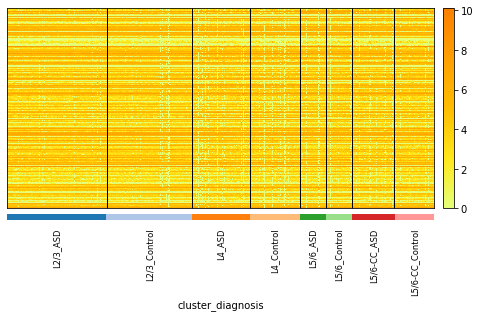 10
8
6
4
2
0
L2/3_ASD
L2/3_Control
L4_ASD
L4_Control
L5/6_ASD
L5/6_Control
L5/6-CC_ASD
L5/6-CC_Control
cluster_diagnosis